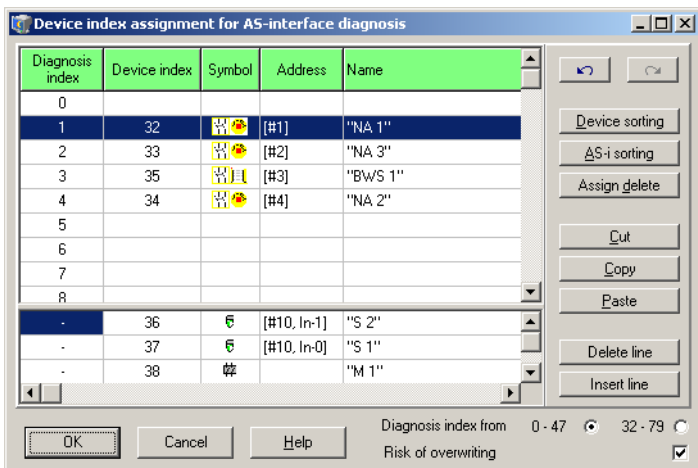 Device index assignment for AS-interface diagnosis
Diagnosis index Device index Symbol Address Name
0
1 32 [#1] "NA 1"
2 33 [#2] "NA 3"
3 35 [#3] "BWS 1"
4 34 [#4] "NA 2"
5
6
7
8
- 36 [#10, In-1] "S 2"
- 37 [#10, In-0] "S 1"
- 38 "M 1"
Device sorting
AS-i sorting
Assign delete
Cut
Copy
Paste
Delete line
Insert line
OK Cancel Help
Diagnosis index from 0 - 47 32 - 79
Risk of overwriting